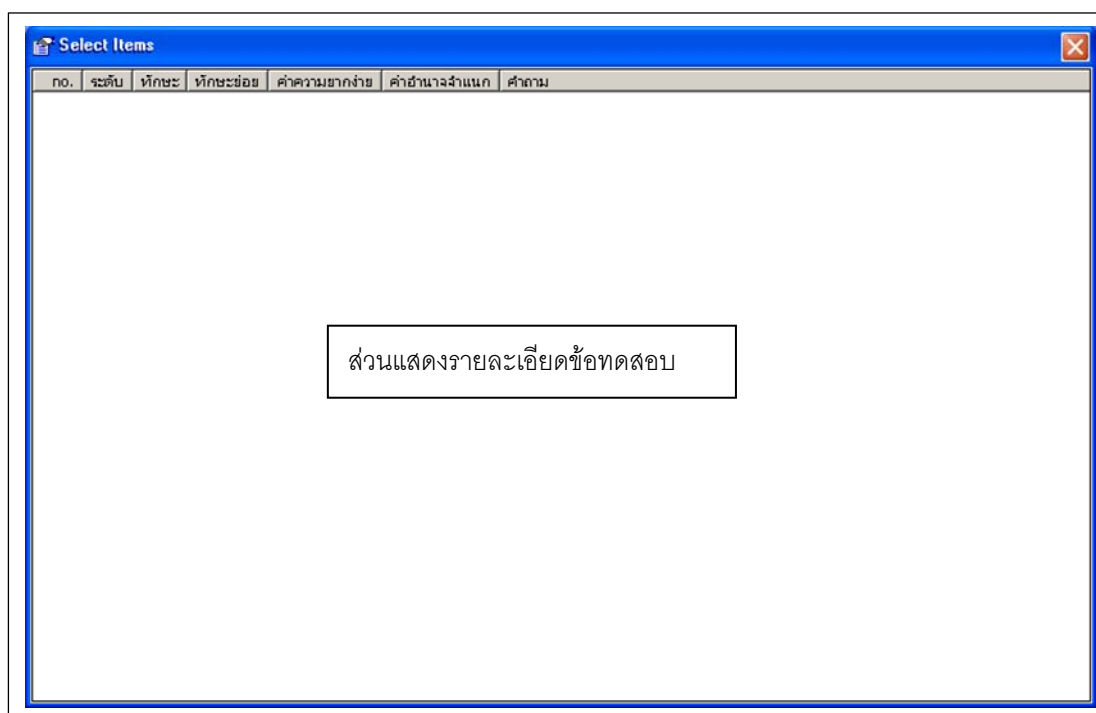 Select Items
no. ระดับ ทักษะ ทักษะย่อย ค่าความยากง่าย ค่าอำนาจจำแนก คำถาม
ส่วนแสดงรายละเอียดข้อทดสอบ